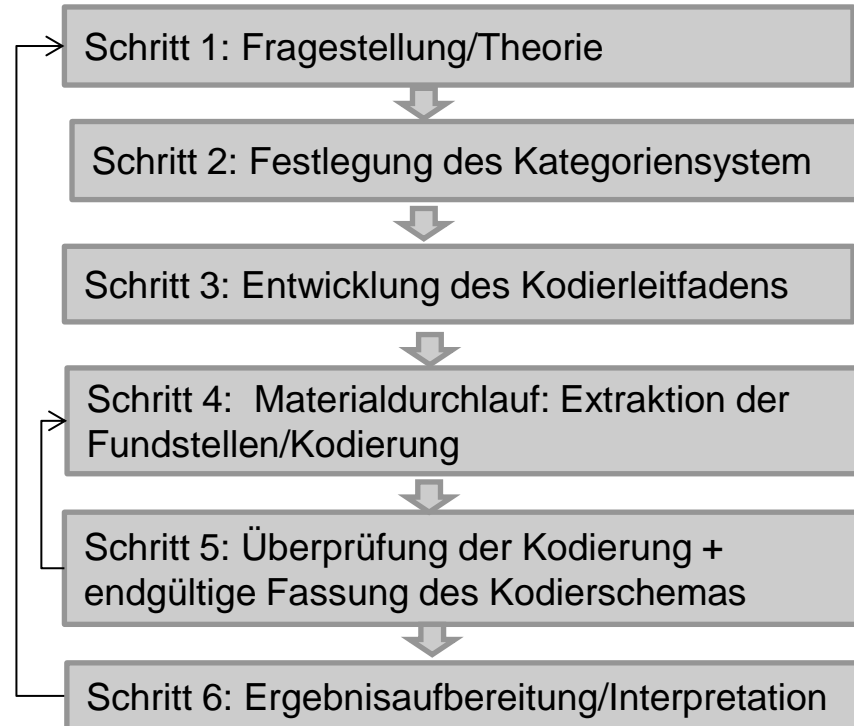 Schritt 1: Fragestellung/Theorie
Schritt 2: Festlegung des Kategoriensystem
Schritt 3: Entwicklung des Kodierleitfadens
Schritt 4:  Materialdurchlauf: Extraktion der
Fundstellen/Kodierung
Schritt 5: Überprüfung der Kodierung +
endgültige Fassung des Kodierschemas
Schritt 6: Ergebnisaufbereitung/Interpretation